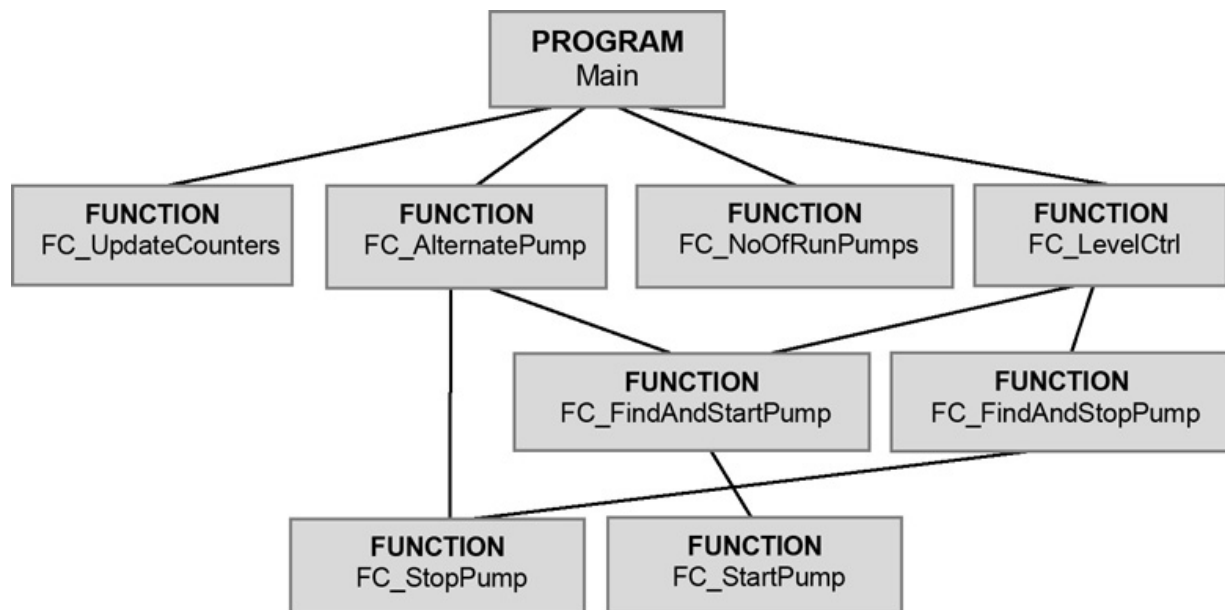 PROGRAM
Main
FUNCTION
FC_UpdateCounters
FUNCTION
FC_AlternatePump
FUNCTION
FC_NoOfRunPumps
FUNCTION
FC_LevelCtrl
FUNCTION
FC_FindAndStartPump
FUNCTION
FC_FindAndStopPump
FUNCTION
FC_StopPump
FUNCTION
FC_StartPump